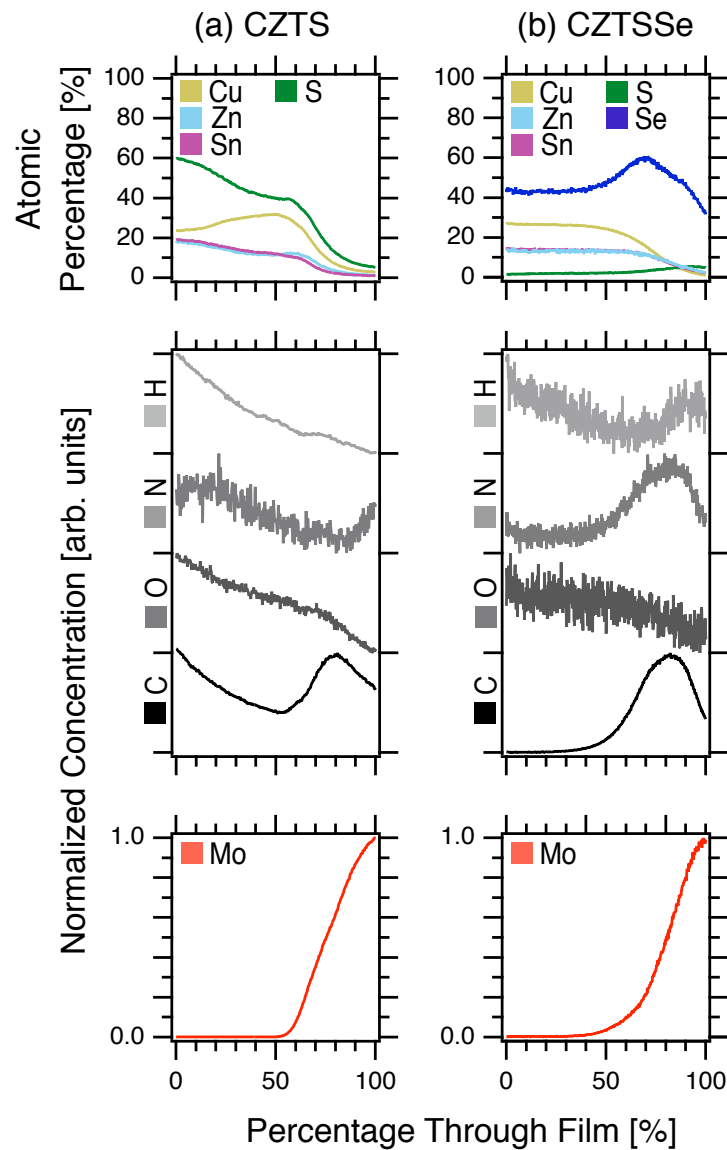 (a) CZTS
(b) CZTSSe
Atomic
Percentage [%]
100
80
60
40
20
0
Cu
S
Zn
Sn
100
80
60
40
20
0
Cu
S
Zn
Se
Sn
Normalized Concentration [arb. units]
H
N
O
C
H
N
O
C
1.0
0.0
Mo
0
50
100
1.0
0.0
Mo
0
50
100
Percentage Through Film [%]